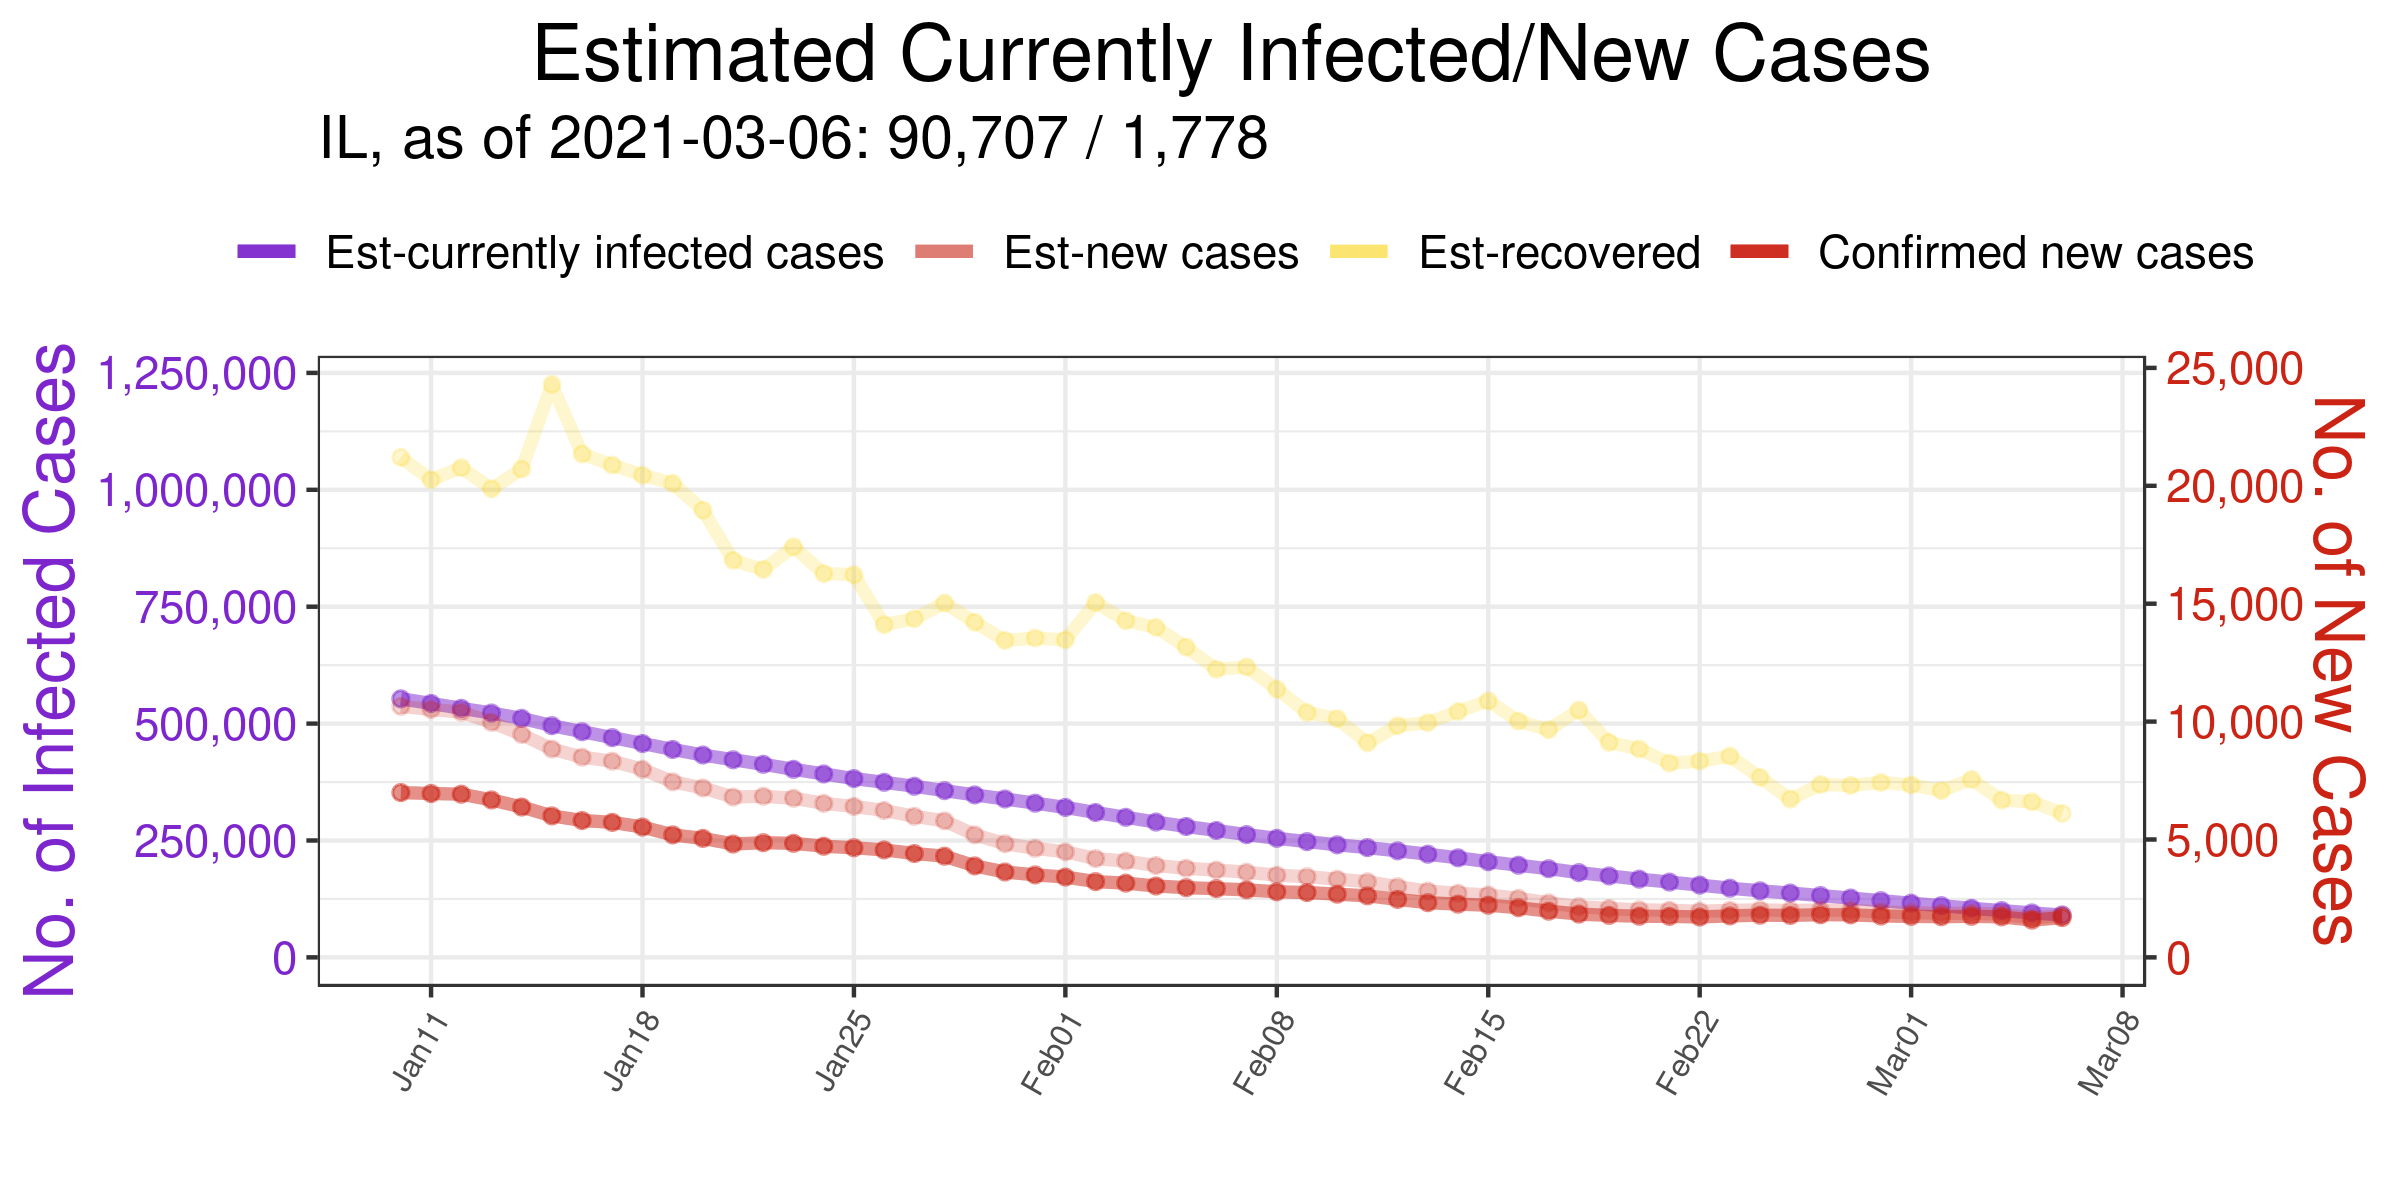 Estimated Currently Infected/New Cases
IL, as of 2021-03-06: 90,707 / 1,778
Est-currently infected cases Est-new cases Est-recovered Confirmed new cases
No. of Infected Cases
1,250,000
1,000,000
750,000
500,000
250,000
0
25,000
20,000
15,000
10,000
5,000
0
No. of New Cases
Jan11 Jan18 Jan25 Feb01 Feb08 Feb15 Feb22 Mar01 Mar08